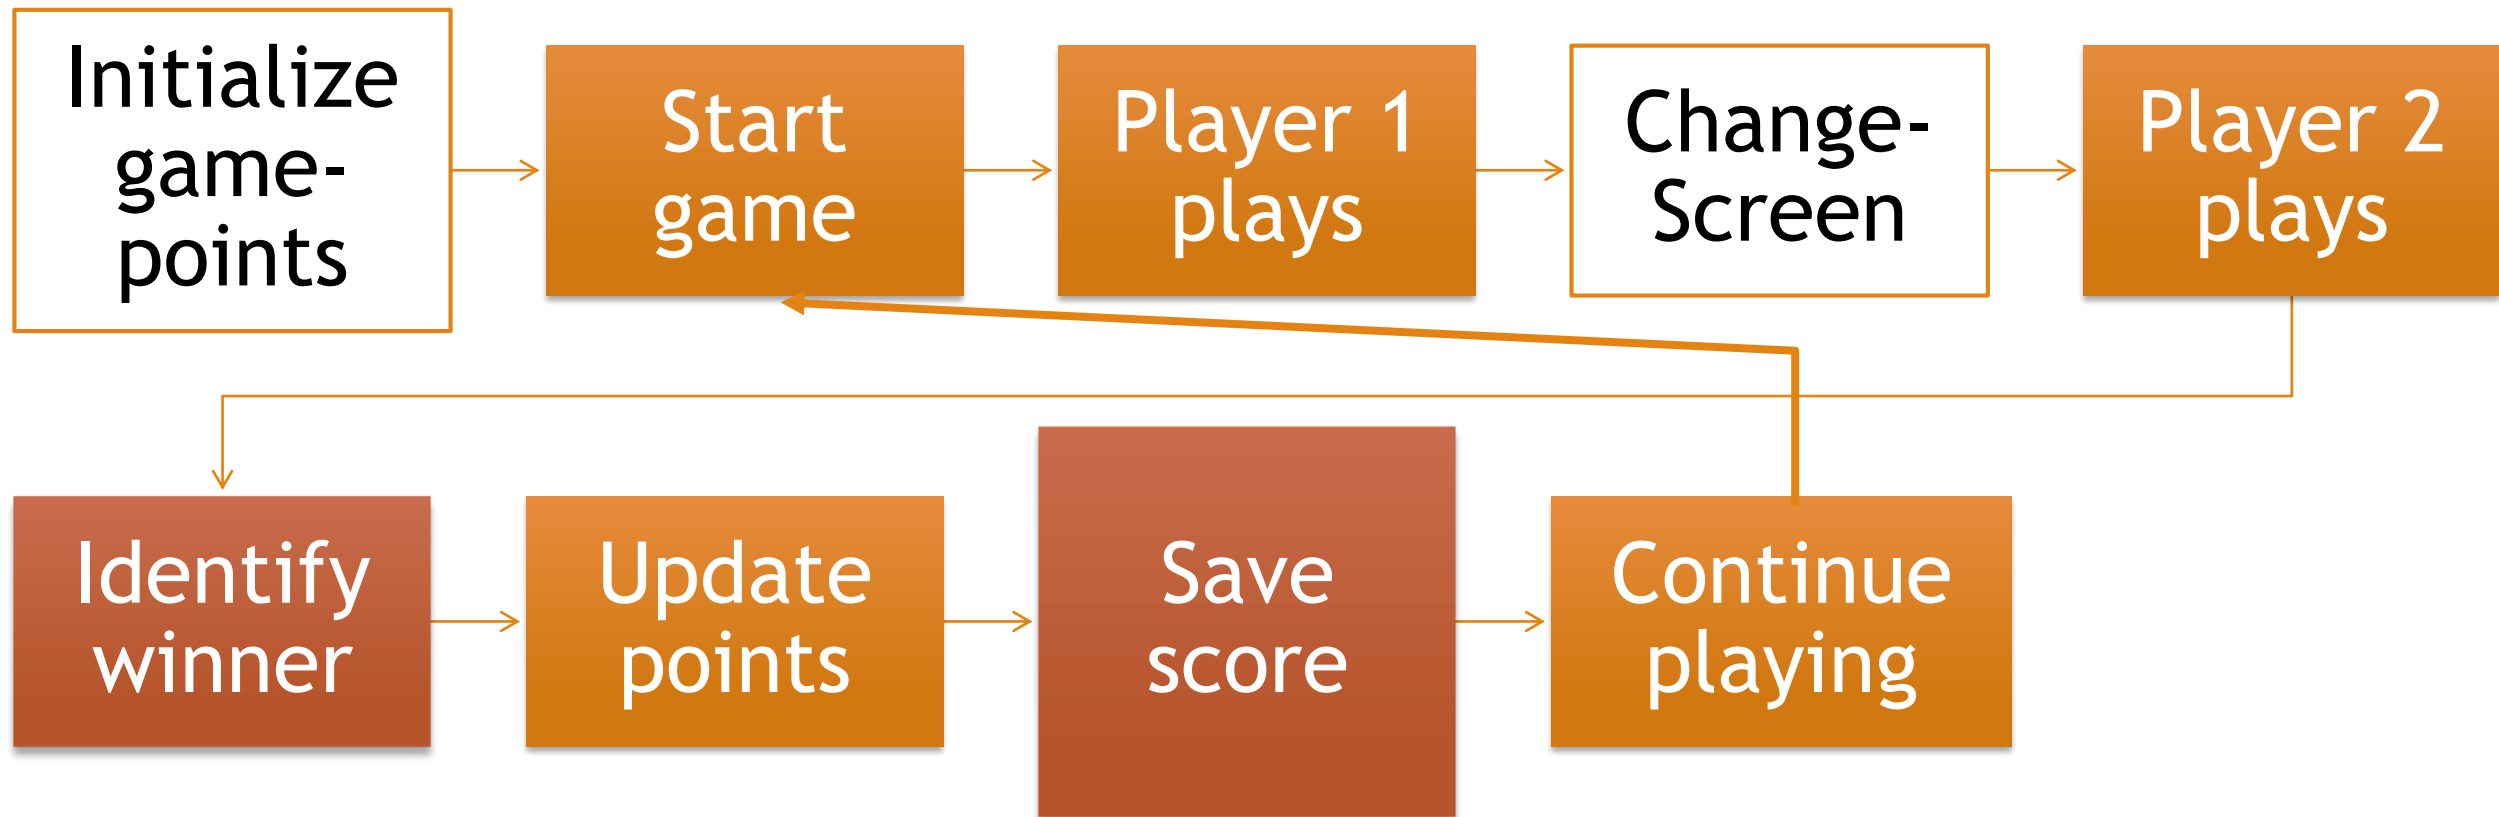 Initialize
game-
points
Start
game
Player 1
plays
Change-
Screen
Player 2
plays
Identify
winner
Update
points
Save
score
Continue
playing